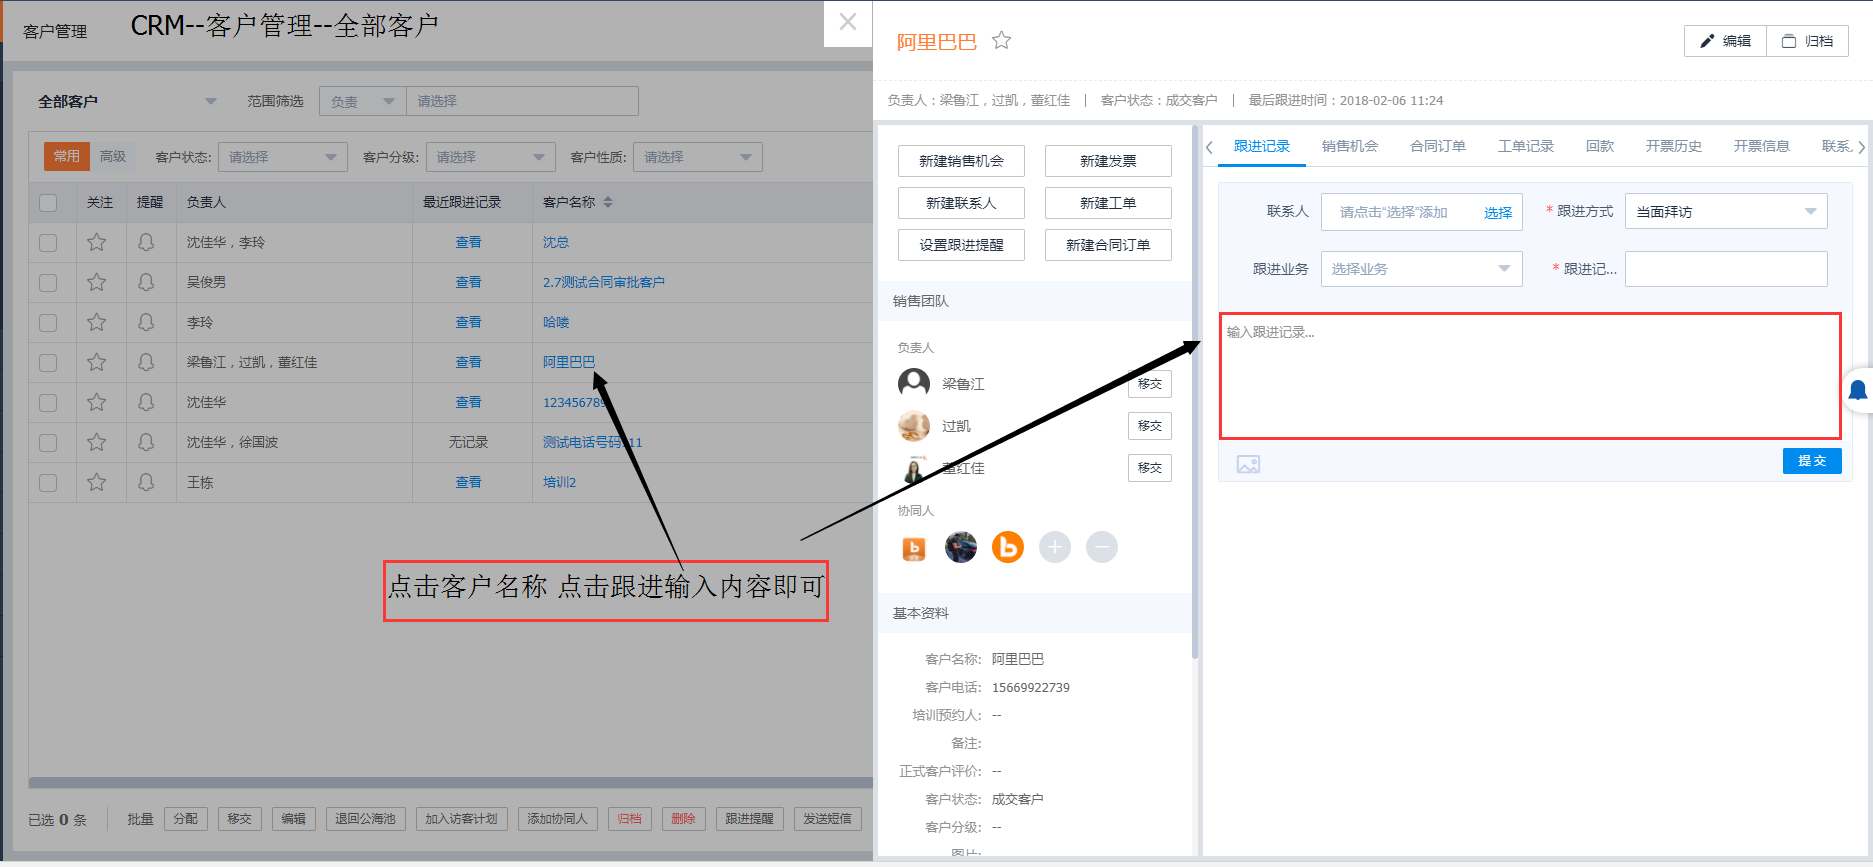 客户管理
CRM--客户管理--全部客户
全部客户
范围筛选
负责
请选择
常用
高级
客户状态:
请选择
客户分级:
请选择
客户性质:
请选择
关注 提醒 负责人 最近跟进记录 客户名称
沈佳华，李玲 查看 沈总
吴俊男 查看 2.7测试合同审批客户
李玲 查看 哈喽
梁鲁江，过凯，董红佳 查看 阿里巴巴
沈佳华 查看 123456789
沈佳华，徐国波 无记录 测试电话号码111
王栋 查看 培训2
点击客户名称 点击跟进输入内容即可
已选 0 条
批量
分配
移交
编辑
退回公海池
加入访客计划
添加协同人
归档
删除
跟进提醒
发送短信
阿里巴巴
编辑
归档
负责人：梁鲁江，过凯，董红佳 | 客户状态：成交客户 | 最后跟进时间：2018-02-06 11:24
新建销售机会
新建发票
新建联系人
新建工单
设置跟进提醒
新建合同订单
销售团队
负责人
梁鲁江 移交
过凯 移交
董红佳 移交
协同人
基本资料
客户名称: 阿里巴巴
客户电话: 15669922739
培训预约人: --
备注:
正式客户评价: --
客户状态: 成交客户
客户分级: --
图片:
跟进记录
销售机会
合同订单
工单记录
回款
开票历史
开票信息
联系
联系人 请点击“选择”添加 选择
* 跟进方式 当面拜访
跟进业务 选择业务
* 跟进记...
输入跟进记录...
提交